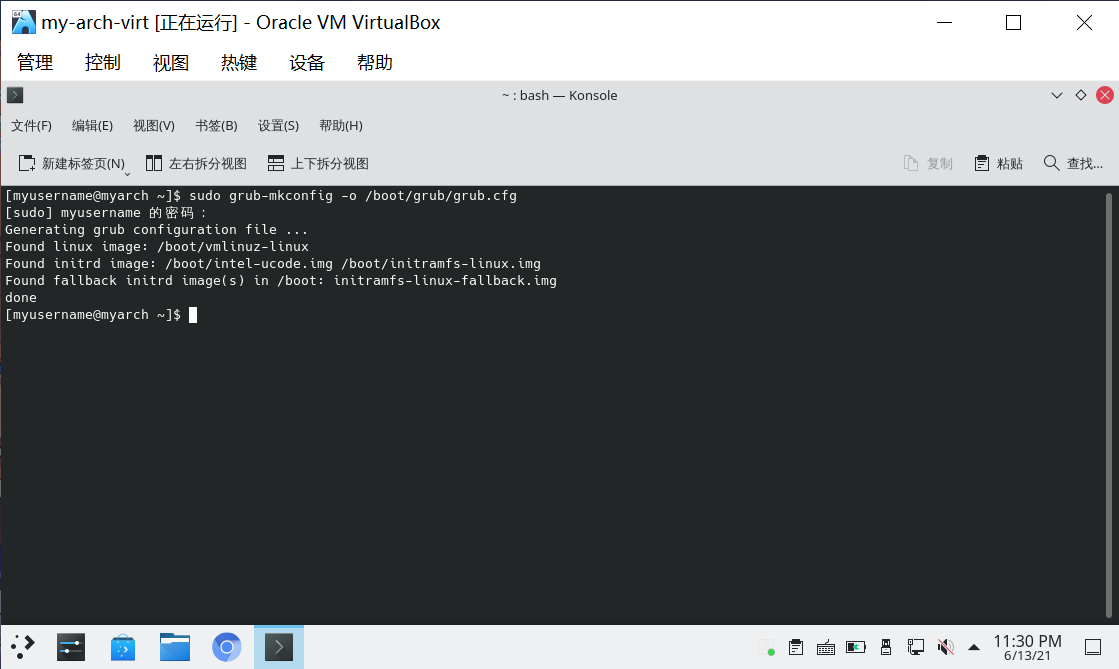 my-arch-virt [正在运行] - Oracle VM VirtualBox
管理 控制 视图 热键 设备 帮助
~ : bash — Konsole
文件(F) 编辑(E) 视图(V) 书签(B) 设置(S) 帮助(H)
新建标签页(N) 左右拆分视图 上下拆分视图 复制 粘贴 查找...
[myusername@myarch ~]$ sudo grub-mkconfig -o /boot/grub/grub.cfg
[sudo] myusername 的密码：
Generating grub configuration file ...
Found linux image: /boot/vmlinuz-linux
Found initrd image: /boot/intel-ucode.img /boot/initramfs-linux.img
Found fallback initrd image(s) in /boot: initramfs-linux-fallback.img
done
[myusername@myarch ~]$
11:30 PM
6/13/21